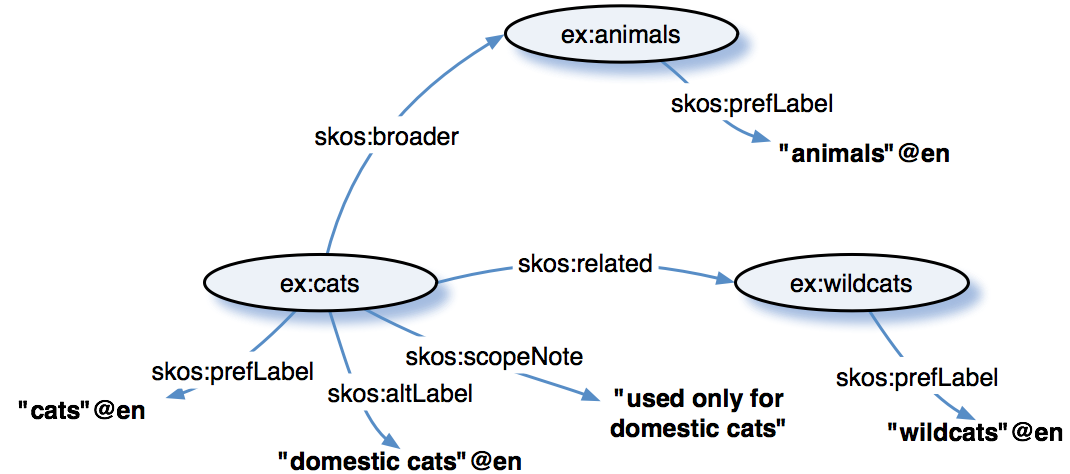 ex:animals
skos:prefLabel
"animals"@en
skos:broader
ex:cats
skos:related
ex:wildcats
skos:prefLabel
"cats"@en
skos:altLabel
"domestic cats"@en
skos:scopeNote
"used only for
domestic cats"
skos:prefLabel
"wildcats"@en